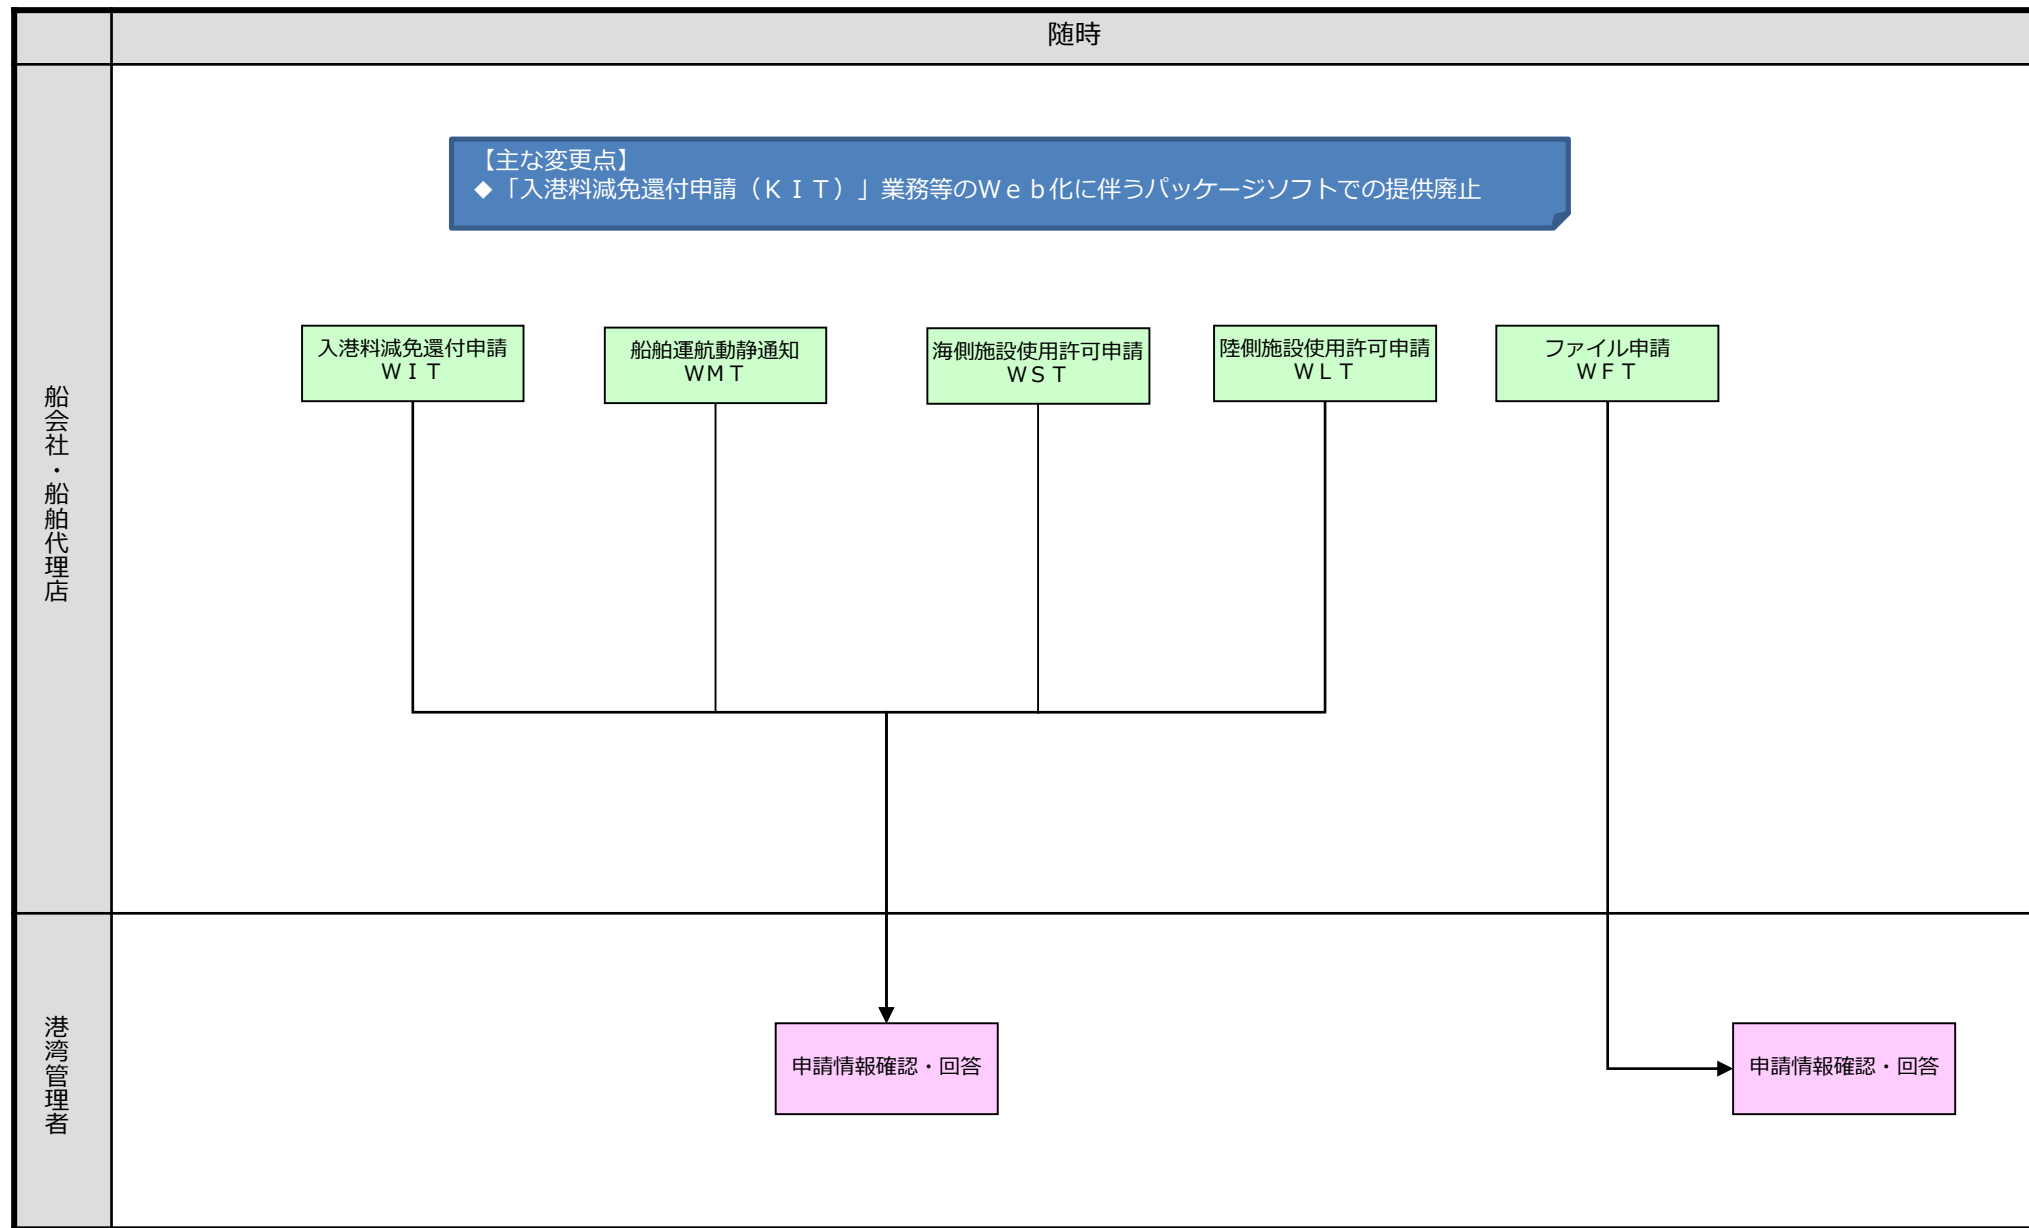 随時
【主な変更点】
◆「入港料減免還付申請（ＫＩＴ）」業務等のＷｅｂ化に伴うパッケージソフトでの提供廃止
入港料減免還付申請
ＷＩＴ
船舶運航動静通知
ＷＭＴ
海側施設使用許可申請
ＷＳＴ
陸側施設使用許可申請
ＷＬＴ
ファイル申請
ＷＦＴ
船会社・船舶代理店
港湾管理者
申請情報確認・回答
申請情報確認・回答